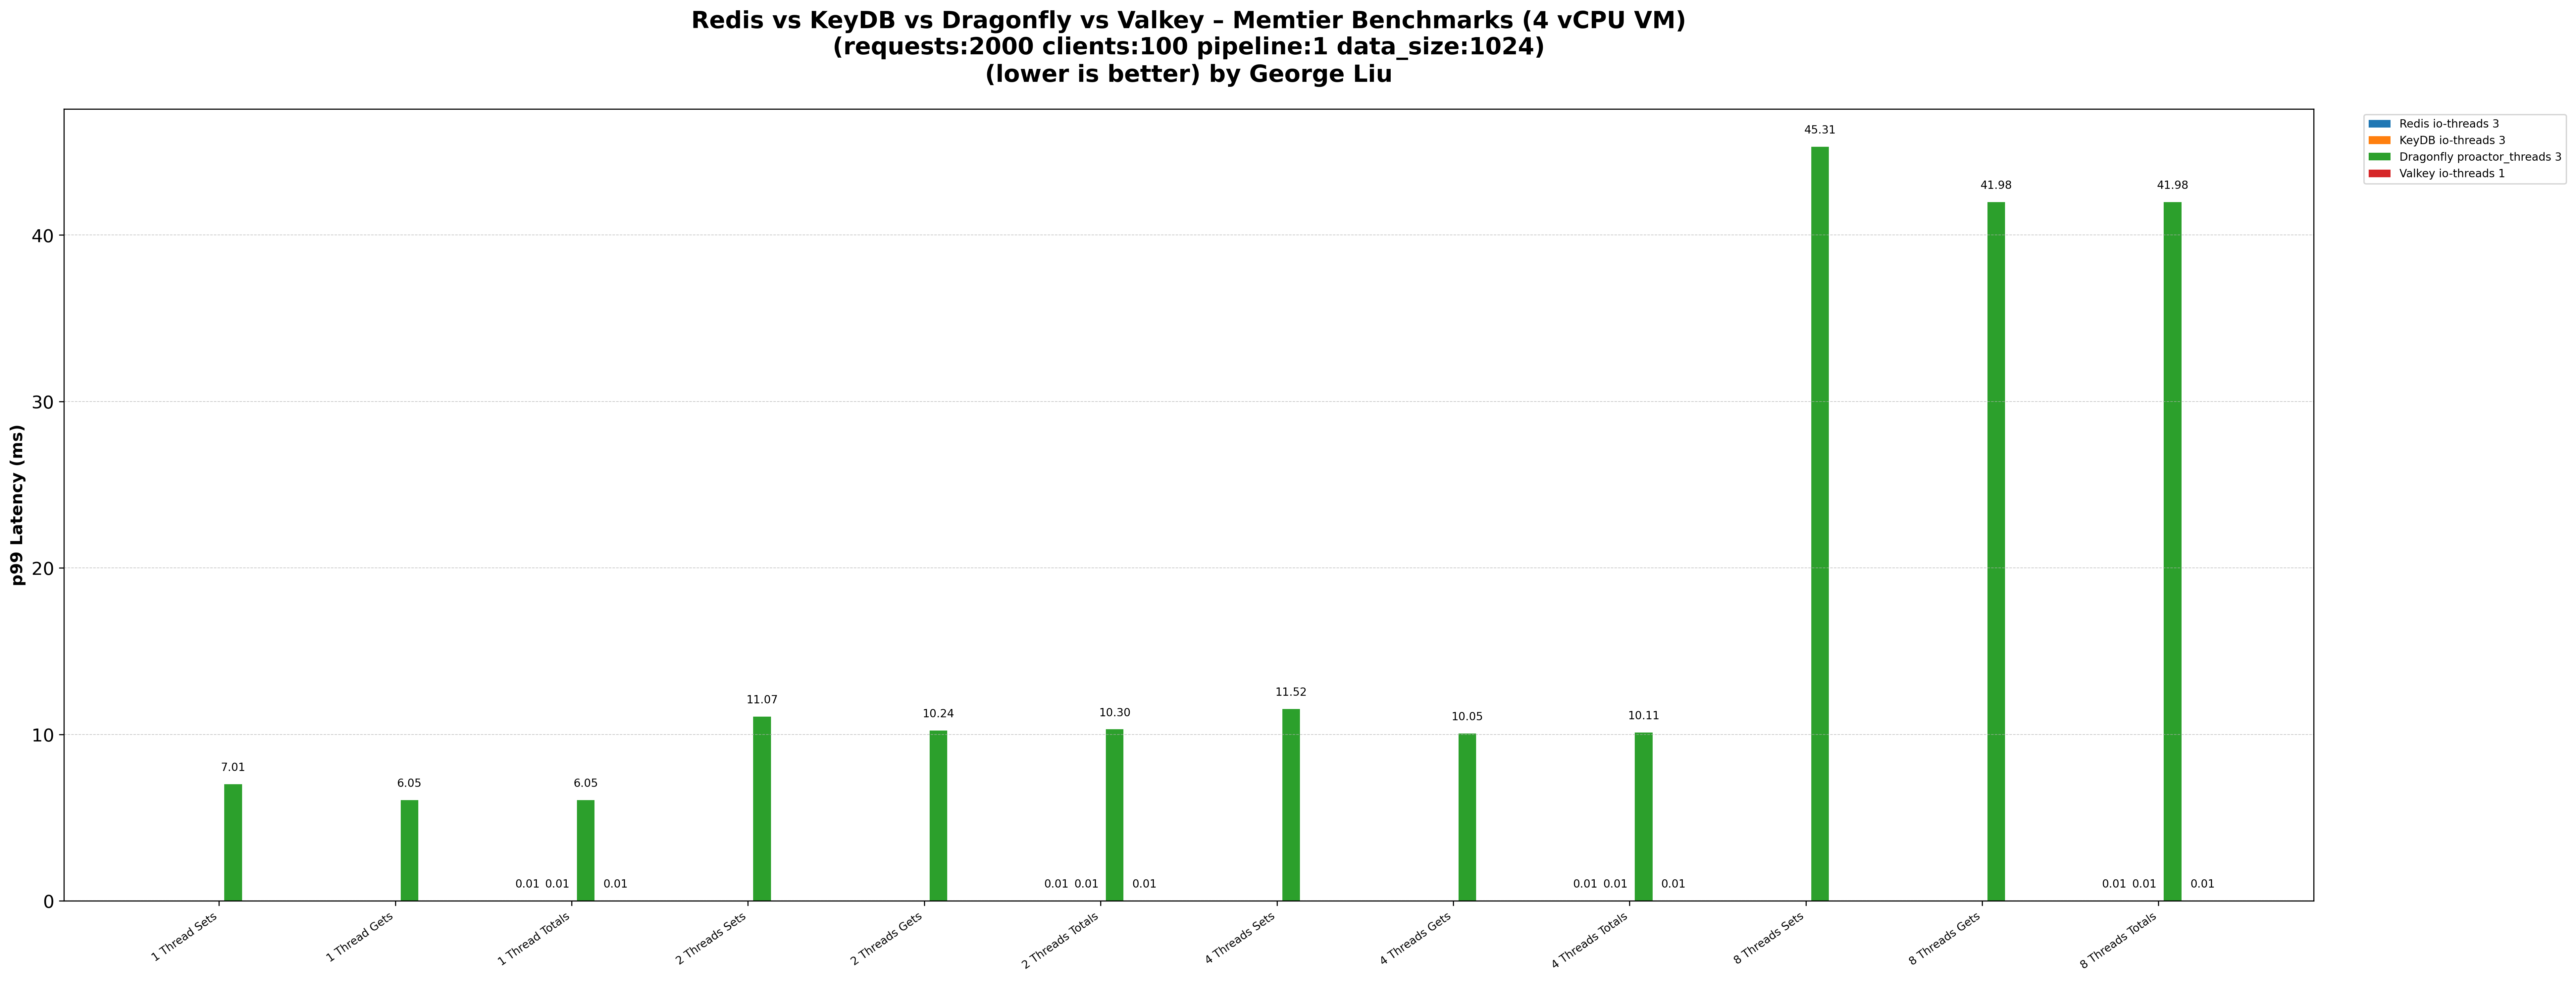 Redis vs KeyDB vs Dragonfly vs Valkey – Memtier Benchmarks (4 vCPU VM)
(requests:2000 clients:100 pipeline:1 data_size:1024)
(lower is better) by George Liu
Redis io-threads 3
KeyDB io-threads 3
Dragonfly proactor_threads 3
Valkey io-threads 1
p99 Latency (ms)
40
30
20
10
0
7.01
6.05
0.01 0.01 6.05 0.01
11.07
10.24
0.01 0.01 10.30 0.01
11.52
10.05
0.01 0.01 10.11 0.01
45.31
41.98
0.01 0.01 41.98 0.01
1 Thread Sets
1 Thread Gets
1 Thread Totals
2 Threads Sets
2 Threads Gets
2 Threads Totals
4 Threads Sets
4 Threads Gets
4 Threads Totals
8 Threads Sets
8 Threads Gets
8 Threads Totals